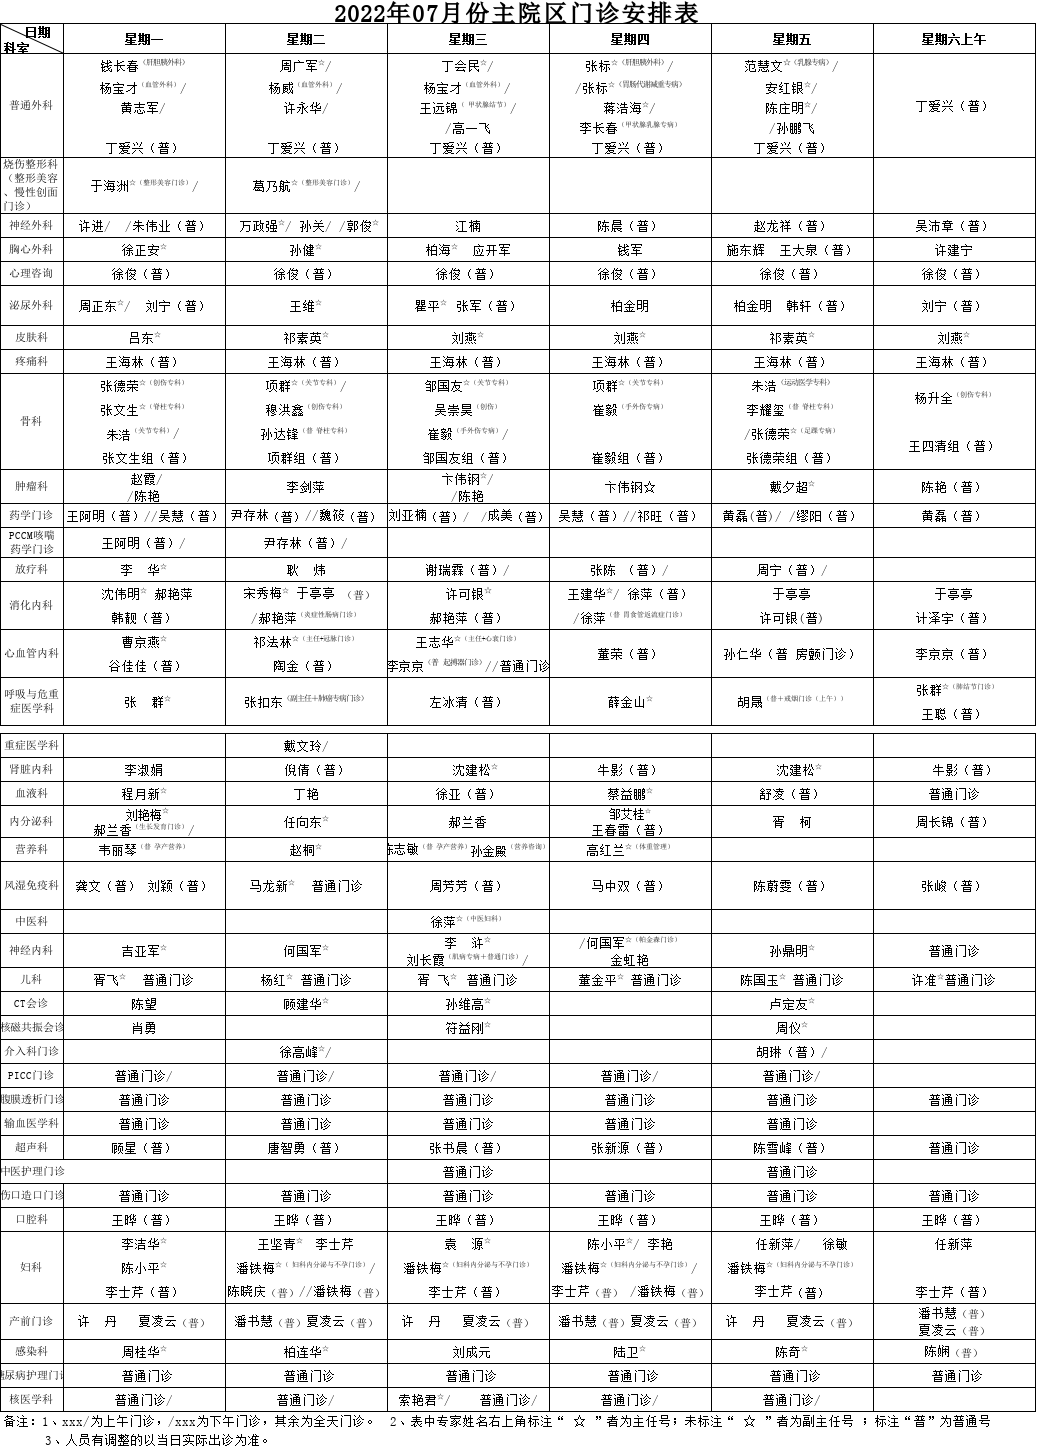 2022年07月份主院区门诊安排表
日期 科室 星期一 星期二 星期三 星期四 星期五 星期六上午
普通外科
钱长春☆（肝胆胰外科） 周广军☆/ 丁会民☆/ 张标☆（肝胆胰外科）/ 范慧文☆（乳腺专病）/
杨宝才（血管外科）/ 杨威（血管外科）/ 杨宝才（血管外科）/ /张标☆（胃肠代谢减重专病） 安红银☆/
黄志军/ 许永华/ 王远锦（甲状腺结节）/ 蒋浩海☆/ 陈庄明☆/ 丁爱兴（普）
/高一飞 李长春（甲状腺乳腺专病） /孙鹏飞
丁爱兴（普） 丁爱兴（普） 丁爱兴（普） 丁爱兴（普） 丁爱兴（普）
烧伤整形科（整形美容、慢性创面门诊） 于海洲☆（整形美容门诊）/ 葛乃航☆（整形美容门诊）/
神经外科 许进/ /朱伟业（普） 万政强☆/ 孙关/ /郭俊☆ 江楠 陈晨（普） 赵龙祥（普） 吴沛章（普）
胸心外科 徐正安☆ 孙健☆ 柏海☆ 应开军 钱军 施东辉 王大泉（普） 许建宁
心理咨询 徐俊（普） 徐俊（普） 徐俊（普） 徐俊（普） 徐俊（普） 徐俊（普）
泌尿外科 周正东☆/ 刘宁（普） 王维☆ 瞿平☆ 张军（普） 柏金明 柏金明 韩轩（普） 刘宁（普）
皮肤科 吕东☆ 祁素英☆ 刘燕☆ 刘燕☆ 祁素英☆ 刘燕☆
疼痛科 王海林（普） 王海林（普） 王海林（普） 王海林（普） 王海林（普） 王海林（普）
骨科
张德荣☆（创伤专科） 项群☆（关节专科）/ 邹国友☆（关节专科） 项群☆（关节专科） 朱浩（运动医学专科） 杨升全（创伤专科）
张文生☆（脊柱专科） 穆洪鑫（创伤专科） 吴崇昊（创伤） 崔毅（手外伤专病） 李耀玺（普 脊柱专科）
朱浩（关节专科）/ 孙达锋（普 脊柱专科） 崔毅（手外伤专病）/ /张德荣☆（足踝专病） 王四清组（普）
张文生组（普） 项群组（普） 邹国友组（普） 崔毅组（普） 张德荣组（普）
肿瘤科 赵霞/ /陈艳 李剑萍 卞伟钢☆/ /陈艳 卞伟钢☆ 戴夕超☆ 陈艳（普）
药学门诊 王阿明（普）//吴慧（普） 尹存林（普）//魏筱（普） 刘亚楠（普）/ /成美（普） 吴慧（普）//祁旺（普） 黄磊(普)/ /缪阳（普） 黄磊（普）
PCCM咳喘药学门诊 王阿明（普）/ 尹存林（普）/
放疗科 李 华☆ 耿 炜 谢瑞霖（普）/ 张陈 （普）/ 周宁（普）/
消化内科
沈伟明☆ 郝艳萍 宋秀梅☆ 于亭亭 （普） 许可银☆ 王建华☆/ 徐萍（普） 于亭亭 于亭亭
韩靓（普） /郝艳萍（炎症性肠病门诊） 郝艳萍（普） /徐萍（普 胃食管返流症门诊） 许可银(普) 计泽宇（普）
心血管内科
曹京燕☆ 祁法林☆（主任+冠脉门诊） 王志华☆（主任+心衰门诊） 董荣（普） 孙仁华（普 房颤门诊） 李京京（普）
谷佳佳（普） 陶金（普） 李京京（普 起搏器门诊）//普通门诊
呼吸与危重症医学科 张 群☆ 张扣东（副主任＋肺癌专病门诊） 左冰清（普） 薛金山☆ 胡晟（普＋戒烟门诊（上午）） 张群☆（肺结节门诊）
王聪（普）
重症医学科 戴文玲/
肾脏内科 李淑娟 倪倩（普） 沈建松☆ 牛影（普） 沈建松☆ 牛影（普）
血液科 程月新☆ 丁艳 徐亚（普） 蔡益鹏☆ 舒凌（普） 普通门诊
内分泌科 刘艳梅☆ 郝兰香（生长发育门诊）/ 任向东☆ 郝兰香 邹艾桂☆ 王春雷（普） 胥 柯 周长锦（普）
营养科 韦丽琴（普 孕产营养） 赵桐☆ 志敏（普 孕产营养）孙金殿（营养咨询） 高红兰☆（体重管理）
风湿免疫科 龚文（普） 刘颖（普） 马龙新☆ 普通门诊 周芳芳（普） 马中双（普） 陈蔚雯（普） 张峻（普）
中医科 徐萍☆（中医妇科）
神经内科 吉亚军☆ 何国军☆ 李 浒☆ 刘长霞（肌病专病＋普通门诊）/ /何国军☆（帕金森门诊） 金虹艳 孙鼎明☆ 普通门诊
儿科 胥飞☆ 普通门诊 杨红☆ 普通门诊 胥 飞☆ 普通门诊 董金平☆ 普通门诊 陈国玉☆ 普通门诊 许准☆普通门诊
CT会诊 陈望 顾建华☆ 孙维高☆ 卢定友☆
核磁共振会诊 肖勇 符益刚☆ 周仪☆
介入科门诊 徐高峰☆/ 胡琳（普）/
PICC门诊 普通门诊/ 普通门诊/ 普通门诊/ 普通门诊/ 普通门诊/
腹膜透析门诊 普通门诊 普通门诊 普通门诊 普通门诊 普通门诊 普通门诊
输血医学科 普通门诊 普通门诊 普通门诊 普通门诊 普通门诊
超声科 顾星（普） 唐智勇（普） 张书晨（普） 张新源（普） 陈雪峰（普） 普通门诊
中医护理门诊 普通门诊 普通门诊
伤口造口门诊 普通门诊 普通门诊 普通门诊 普通门诊 普通门诊 普通门诊
口腔科 王晔（普） 王晔（普） 王晔（普） 王晔（普） 王晔（普） 王晔（普）
妇科
李洁华☆ 王坚青☆ 李士芹 袁 源☆ 陈小平☆/ 李艳 任新萍/ 徐敏 任新萍
陈小平☆ 潘铁梅☆（ 妇科内分泌与不孕门诊）/ 潘铁梅☆（妇科内分泌与不孕门诊） 潘铁梅☆（妇科内分泌与不孕门诊）/ 潘铁梅☆（妇科内分泌与不孕门诊）
李士芹（普） 陈晓庆（普）//潘铁梅（普） 李士芹（普） 李士芹（普） /潘铁梅（普） 李士芹（普） 李士芹（普）
产前门诊 许 丹 夏凌云（普） 潘书慧（普）夏凌云（普） 许 丹 夏凌云（普） 潘书慧（普）夏凌云（普） 许 丹 夏凌云（普） 潘书慧（普）
夏凌云（普）
感染科 周桂华☆ 柏连华☆ 刘成元 陆卫☆ 陈奇☆ 陈娴（普）
尿病护理门诊 普通门诊 普通门诊 普通门诊 普通门诊 普通门诊 普通门诊
核医学科 普通门诊/ 普通门诊/ 索艳君☆/ 普通门诊/ 普通门诊/ 普通门诊/
备注：1、xxx/为上午门诊，/xxx为下午门诊，其余为全天门诊。 2、表中专家姓名右上角标注“ ☆ ”者为主任号；未标注“ ☆ ”者为副主任号 ；标注“普”为普通号
3、人员有调整的以当日实际出诊为准。